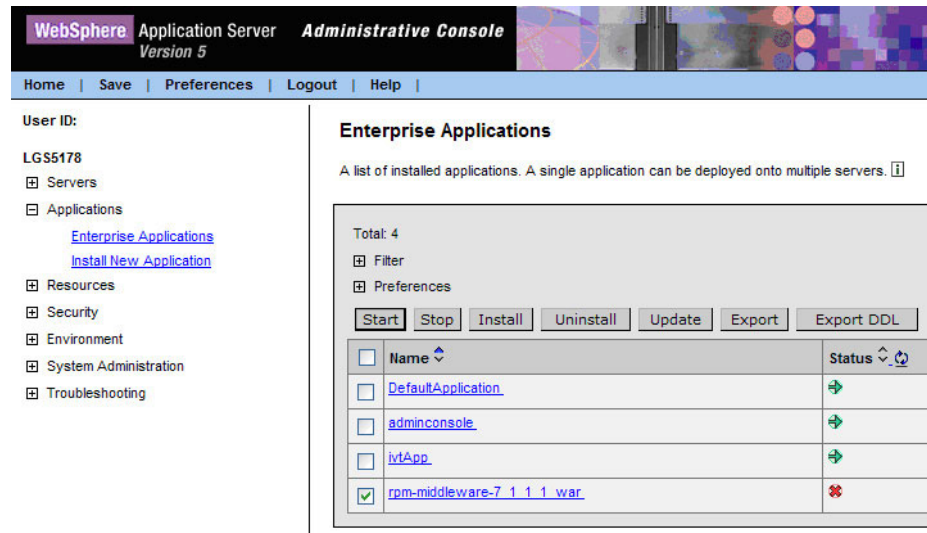 WebSphere Application Server Administrative Console
Version 5
Home | Save | Preferences | Logout | Help |
User ID:
LGS5178
Servers
Applications
Enterprise Applications
Install New Application
Resources
Security
Environment
System Administration
Troubleshooting
Enterprise Applications
A list of installed applications. A single application can be deployed onto multiple servers. i
Total: 4
Filter
Preferences
Start Stop Install Uninstall Update Export Export DDL
Name Status
DefaultApplication
adminconsole
ivtApp
rpm-middleware-7_1_1_1_war